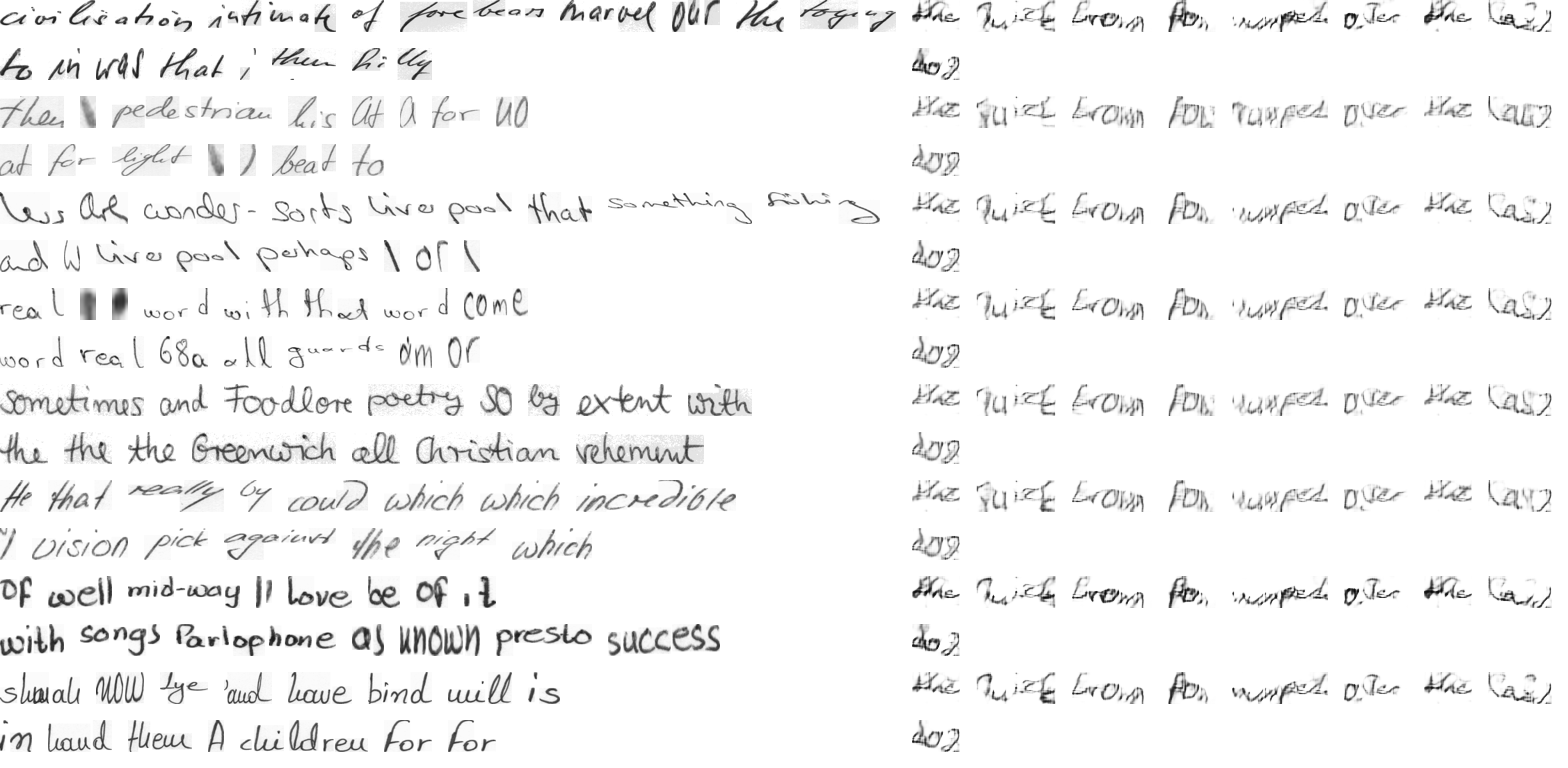 civilisation intimate of forebears marvel our the toging the quick brown fox jumped over the lazy
to in was that ; then hilly dog
then \ pedestrian his at A for UO the quick brown fox jumped over the lazy
at for light \ ) beat to dog
less Ark wonder- sorts Liverpool that something fishing the quick brown fox jumped over the lazy
and W Liverpool perhaps \ or \ dog
real word with that word come the quick brown fox jumped over the lazy
word real 68a all guards am or dog
sometimes and Foodlore poetry SO by extent with the quick brown fox jumped over the lazy
the the the Greenwich all Christian vehement dog
He that really by could which which incredible the quick brown fox jumped over the lazy
) vision pick against the night which dog
of well mid-way ll love be of it the quick brown fox jumped over the lazy
with songs Parlophone as unown presto success dog
NOW 'and have bind will is the quick brown fox jumped over the lazy
in hand them A children for for dog